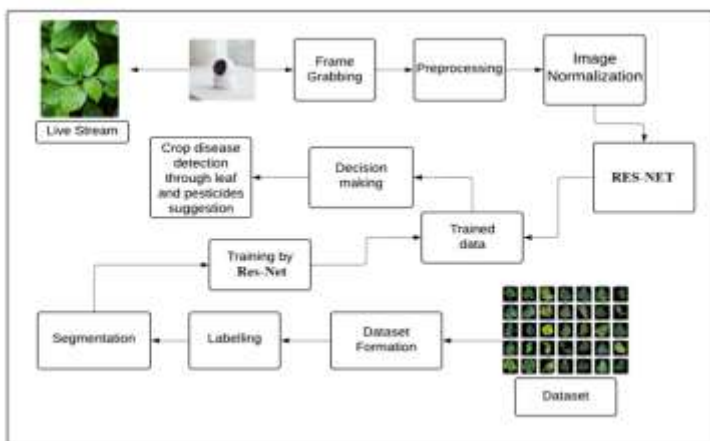 Live Stream
Frame
Grabbing
Preprocessing
Image
Normalization
Crop disease
detection
through leaf
and pesticides
suggestion
Decision
making
RES-NET
Trained
data
Training by
Res-Net
Segmentation
Labelling
Dataset
Formation
Dataset